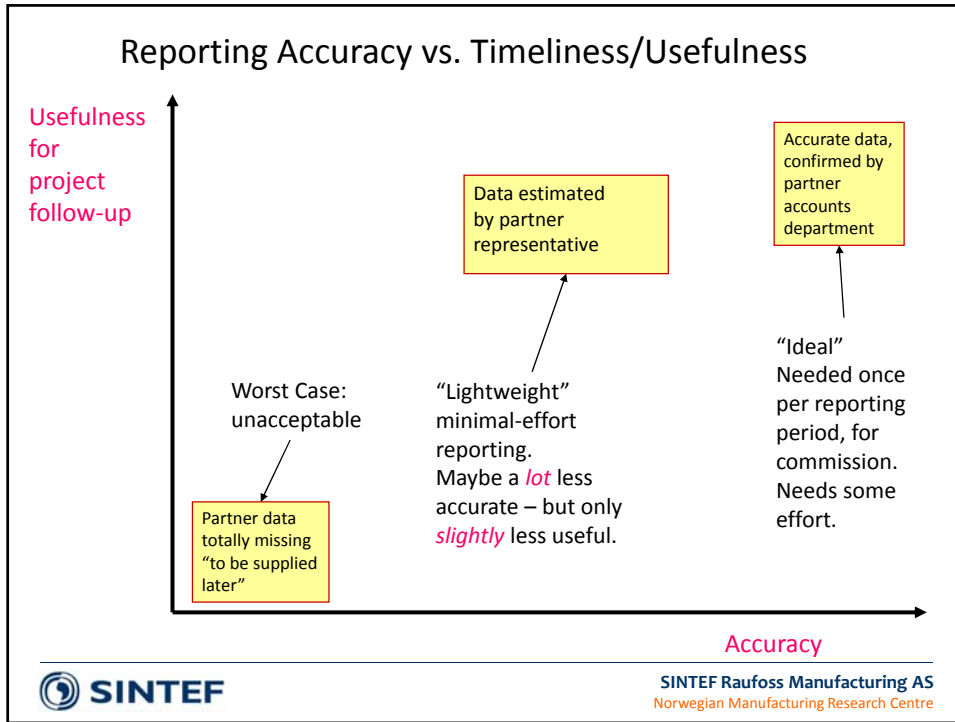 Reporting Accuracy vs. Timeliness/Usefulness
Usefulness
for
project
follow-up
Accurate data,
confirmed by
partner
accounts
department
Data estimated
by partner
representative
"Ideal"
Needed once
per reporting
period, for
commission.
Needs some
effort.
Worst Case:
unacceptable
“Lightweight”
minimal-effort
reporting.
Maybe a lot less
accurate – but only
slightly less useful.
Partner data
totally missing
“to be supplied
later”
Accuracy
SINTEF
SINTEF Raufoss Manufacturing AS
Norwegian Manufacturing Research Centre